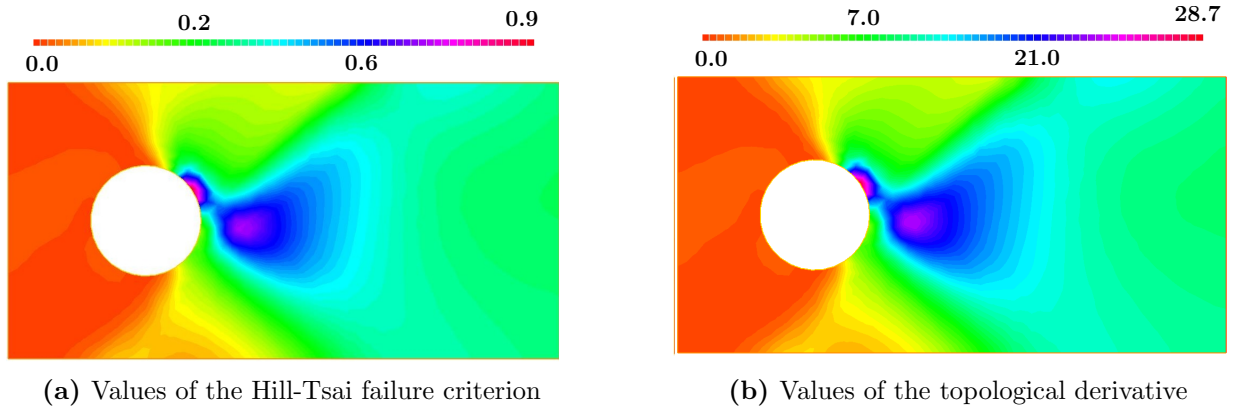 0.2 0.9
0.0 0.6
(a) Values of the Hill-Tsai failure criterion
7.0 28.7
0.0 21.0
(b) Values of the topological derivative